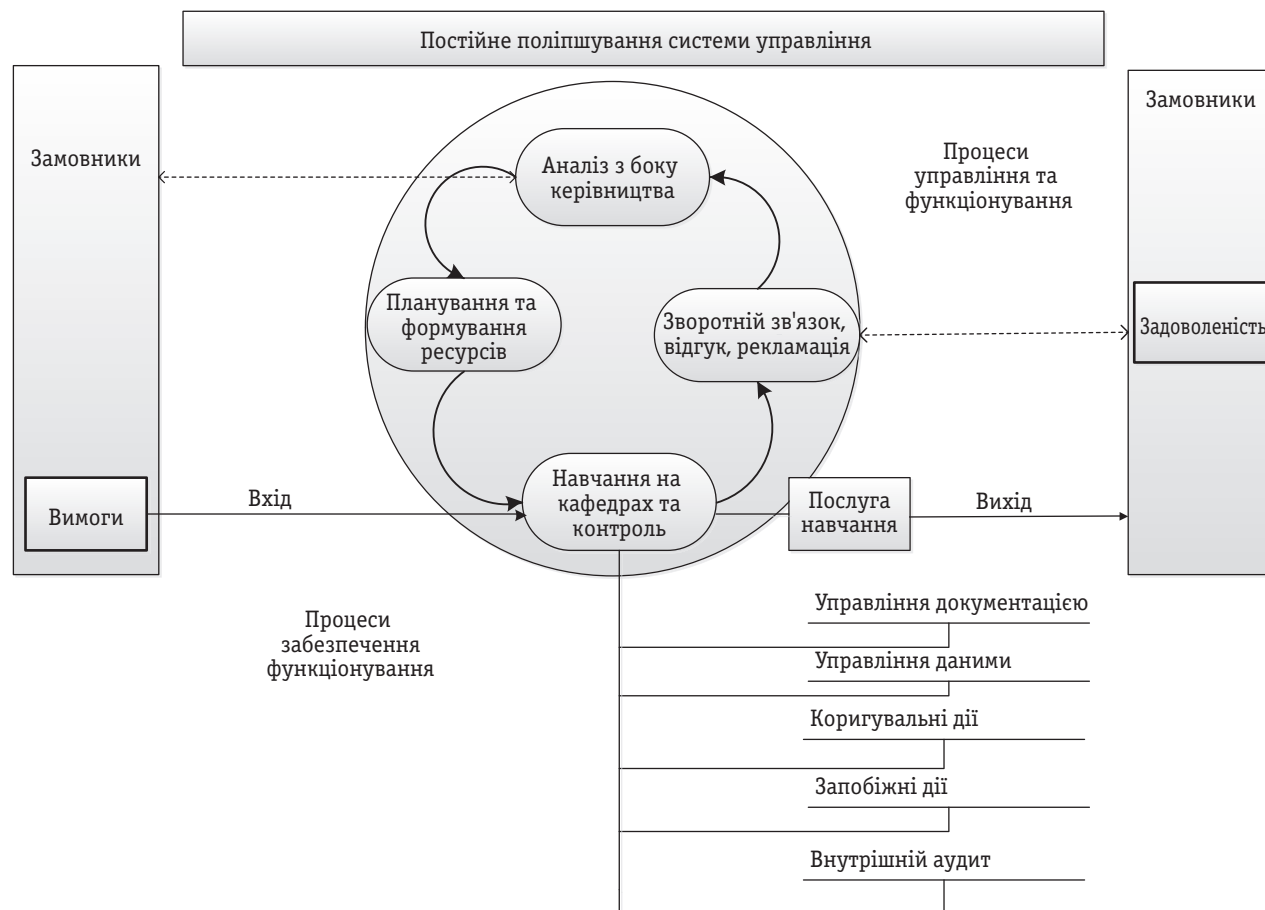 Постійне поліпшування системи управління
Замовники
Замовники
Аналіз з боку
керівництва
Процеси
управління та
функціонування
Планування та
формування
ресурсів
Зворотній зв'язок,
відгук, рекламація
Задоволеність
Вимоги
Вхід
Навчання на
кафедрах та
контроль
Послуга
навчання
Вихід
Процеси
забезпечення
функціонування
Управління документацією
Управління даними
Коригувальні дії
Запобіжні дії
Внутрішній аудит